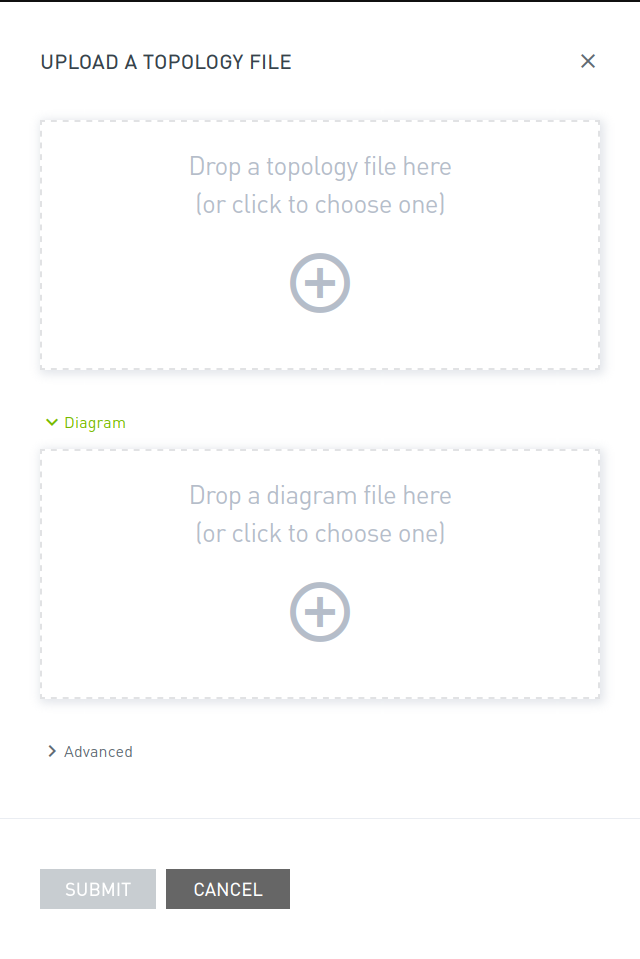 UPLOAD A TOPOLOGY FILE
Drop a topology file here
(or click to choose one)
Diagram
Drop a diagram file here
(or click to choose one)
Advanced
SUBMIT CANCEL